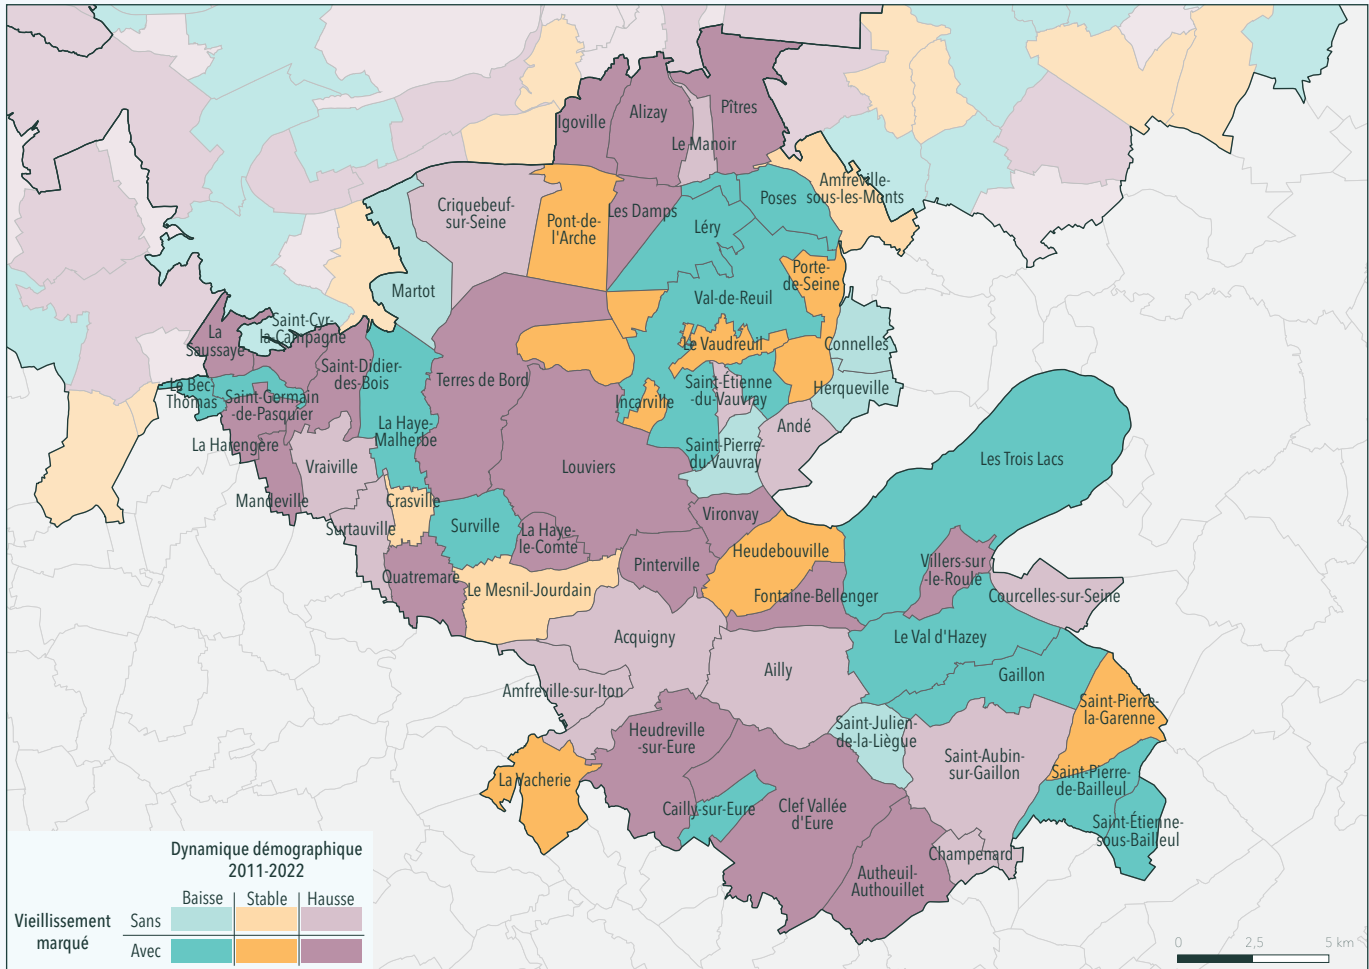 Igoville
Alizay
Pîtres
Le Manoir
Amfreville-
sous-les-Monts
Criquebeuf-
sur-Seine
Pont-de-
l'Arche
Les Damps
Poses
Léry
Porte-
de-Seine
Martot
Val-de-Reuil
Saint-Cyr-
la-Campagne
La
Saussaye
Le Vaudreuil
Connelles
Saint-Didier-
des-Bois
Terres de Bord
Saint-Étienne
-du-Vauvray
Herqueville
Le Bec-
Thomas
Saint-Germain
-de-Pasquier
Incarville
La Haye-
Malherbe
Andé
La Harengère
Saint-Pierre-
du-Vauvray
Vraiville
Louviers
Les Trois Lacs
Mandeville
Crasville
Surtauville
Surville
La Haye-
le-Comte
Vironvay
Heudebouville
Villers-sur
-le-Roule
Quatremare
Le Mesnil-Jourdain
Pinterville
Fontaine-Bellenger
Courcelles-sur-Seine
Acquigny
Le Val d'Hazey
Ailly
Gaillon
Amfreville-sur-Iton
Saint-Pierre-
la-Garenne
Heudreville
-sur-Eure
Saint-Julien-
de-la-Liègue
Saint-Aubin-
sur-Gaillon
La Vacherie
Saint-Pierre-
de-Bailleul
Cailly-sur-Eure
Clef Vallée
d'Eure
Saint-Étienne-
sous-Bailleul
Champenard
Autheuil-
Authouillet
Dynamique démographique
2011-2022
Baisse Stable Hausse
Vieillissement
marqué
Sans
Avec
0 2,5 5 km